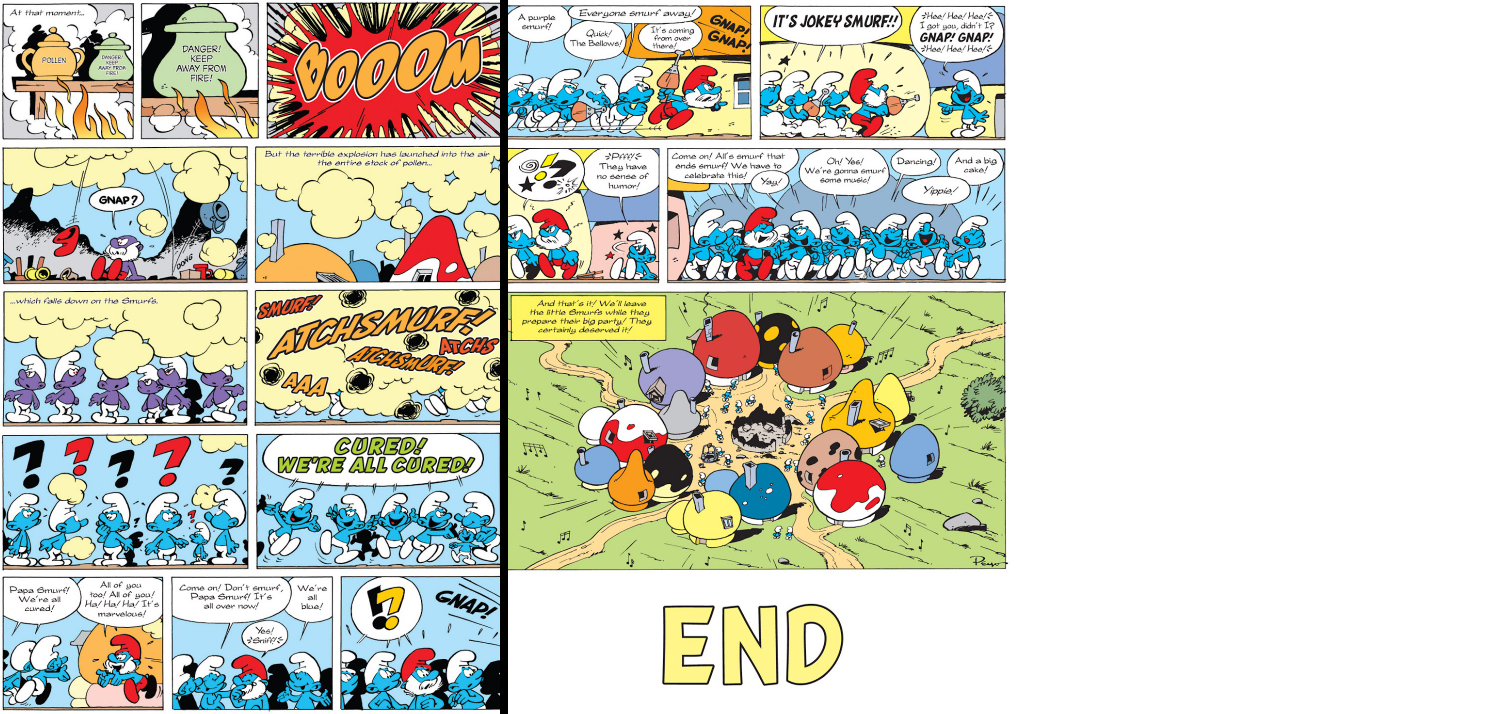 At that moment...
POLLEN
DANGER!
KEEP
AWAY FROM
FIRE!
DANGER!
KEEP
AWAY FROM
FIRE!
BOOOM
GNAP?
DONG
But the terrible explosion has launched into the air
the entire stock of pollen...
...which falls down on the Smurfs.
SMURF!
ATCHSMURF!
ATCHSMURF!
ATCHS
AAA
? ? ? ? ?
?
?
CURED!
WE'RE ALL CURED!
Papa Smurf!
We're all
cured!
All of you
too! All of you!
Ha! Ha! Ha! It's
marvelous!
Come on! Don't smurf,
Papa Smurf! It's
all over now!
Yes!
Sniff!
We're
all
blue!
!?
GNAP!
A purple
smurf!
Everyone smurf away!
Quick!
The Bellows!
It's coming
from over
there!
GNAP!
GNAP!
IT'S JOKEY SMURF!!
Hee! Hee! Hee!
I got you, didn't I?
GNAP! GNAP!
Hee! Hee! Hee!
!?
Pfff!
They have
no sense of
humor!
Come on! All's smurf that
ends smurf! We have to
celebrate this!
Yay!
Oh! Yes!
We're gonna smurf
some music!
Dancing!
Yippie!
And a big
cake!
And that's it! We'll leave
the little Smurfs while they
prepare their big party! They
certainly deserved it!
Peyo
END